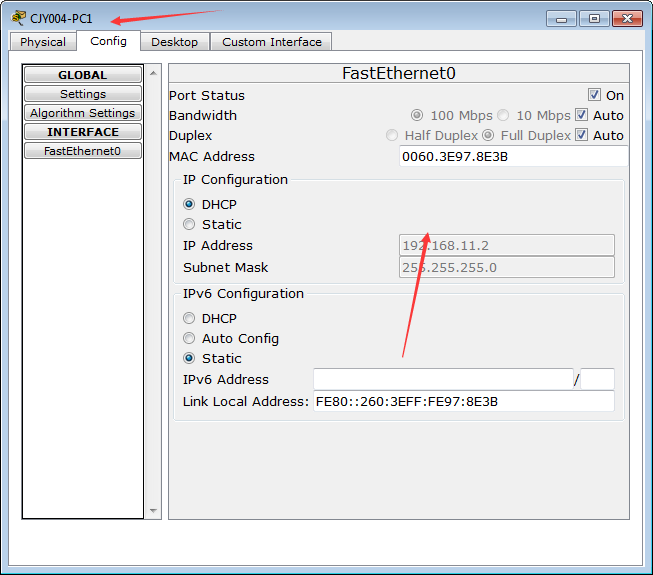 CJY004-PC1
Physical Config Desktop Custom Interface
GLOBAL
Settings
Algorithm Settings
INTERFACE
FastEthernet0
FastEthernet0
Port Status On
Bandwidth 100 Mbps 10 Mbps Auto
Duplex Half Duplex Full Duplex Auto
MAC Address 0060.3E97.8E3B
IP Configuration
DHCP
Static
IP Address 192.168.11.2
Subnet Mask 255.255.255.0
IPv6 Configuration
DHCP
Auto Config
Static
IPv6 Address /
Link Local Address: FE80::260:3EFF:FE97:8E3B